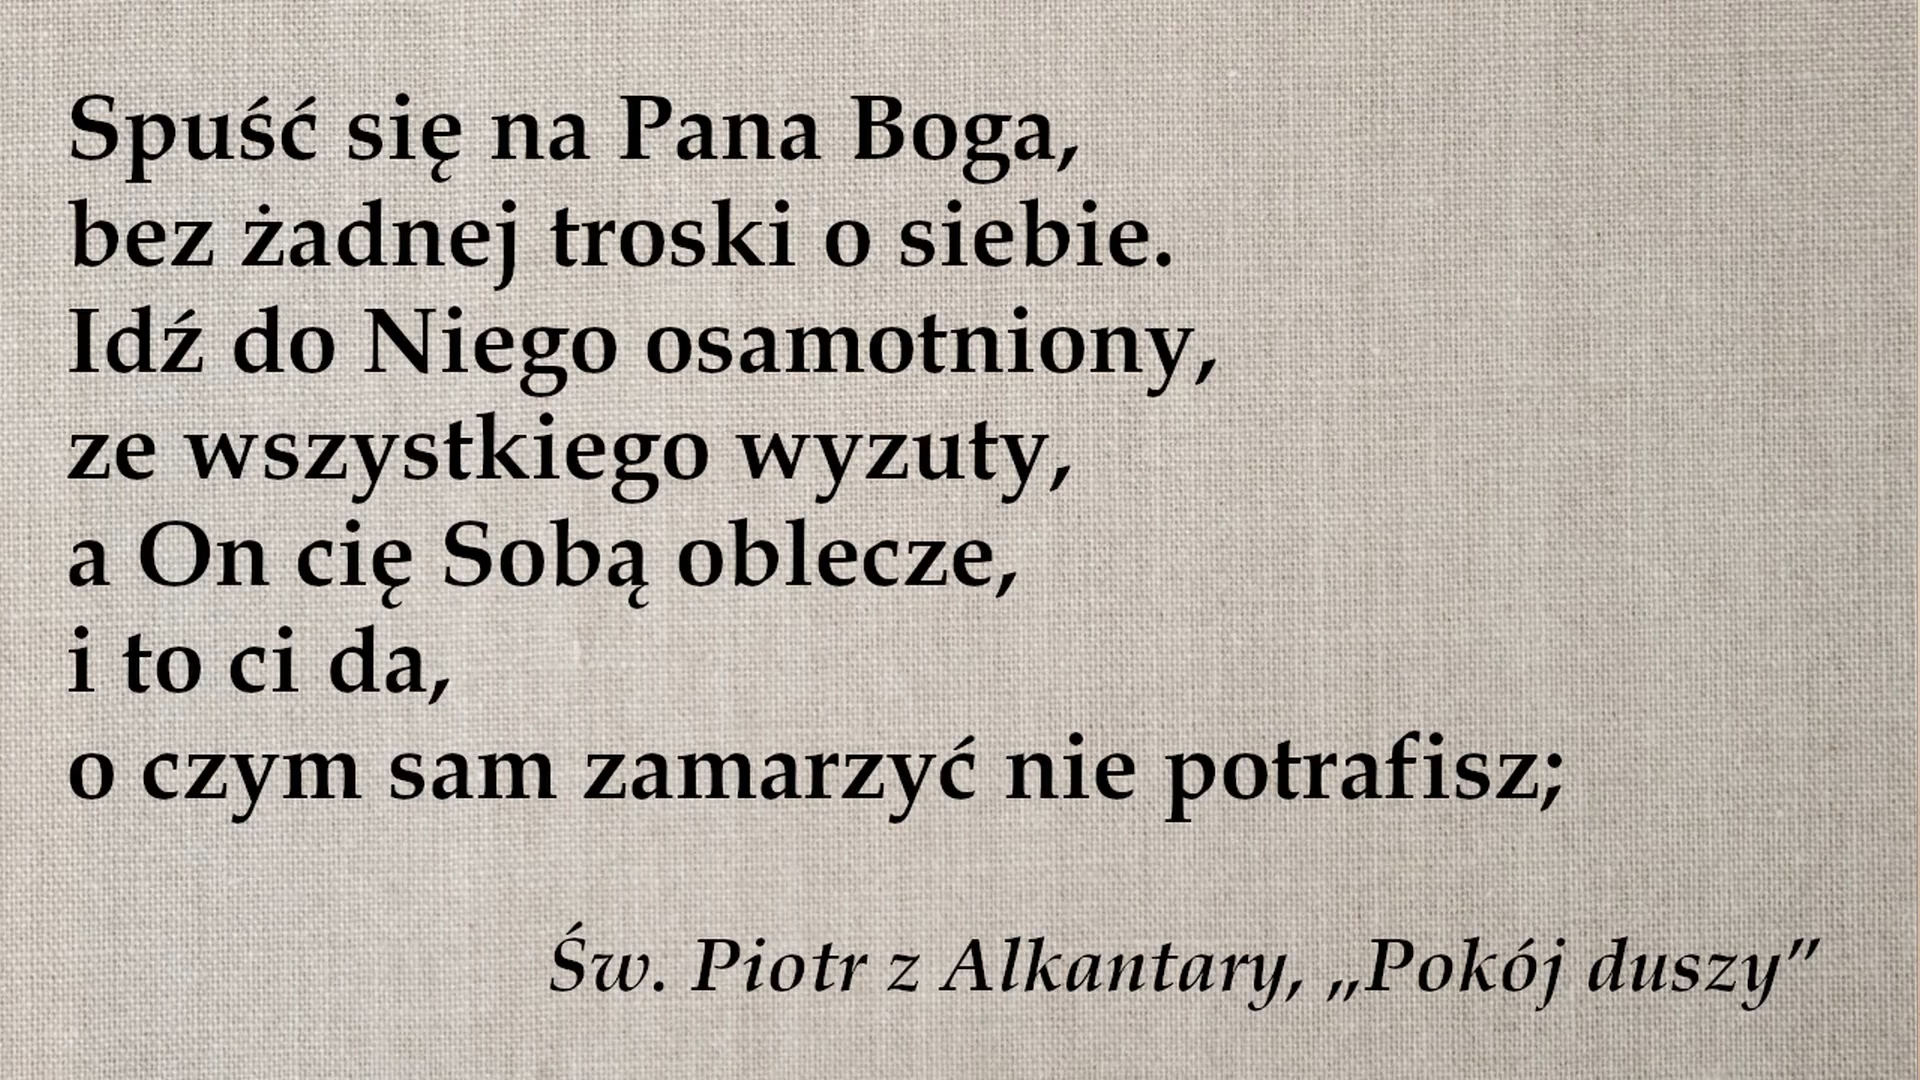 Spuść się na Pana Boga,
bez żadnej troski o siebie.
Idź do Niego osamotniony,
ze wszystkiego wyzuty,
a On cię Sobą oblecze,
i to ci da,
o czym sam zamarzyć nie potrafisz;
Św. Piotr z Alkantary, „Pokój duszy”